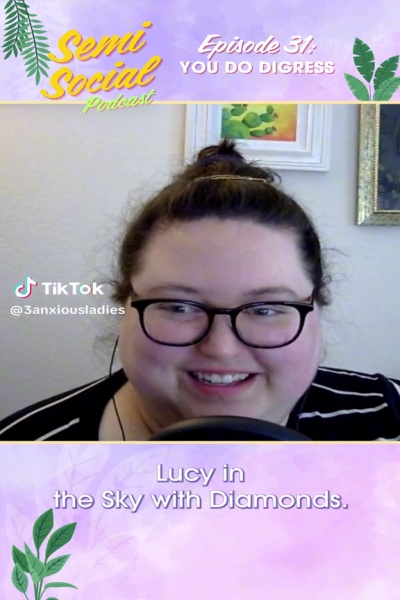 Semi
Social
Podcast
Episode 31:
YOU DO DIGRESS
TikTok
@3anxiousladies
Lucy in
the Sky with Diamonds.